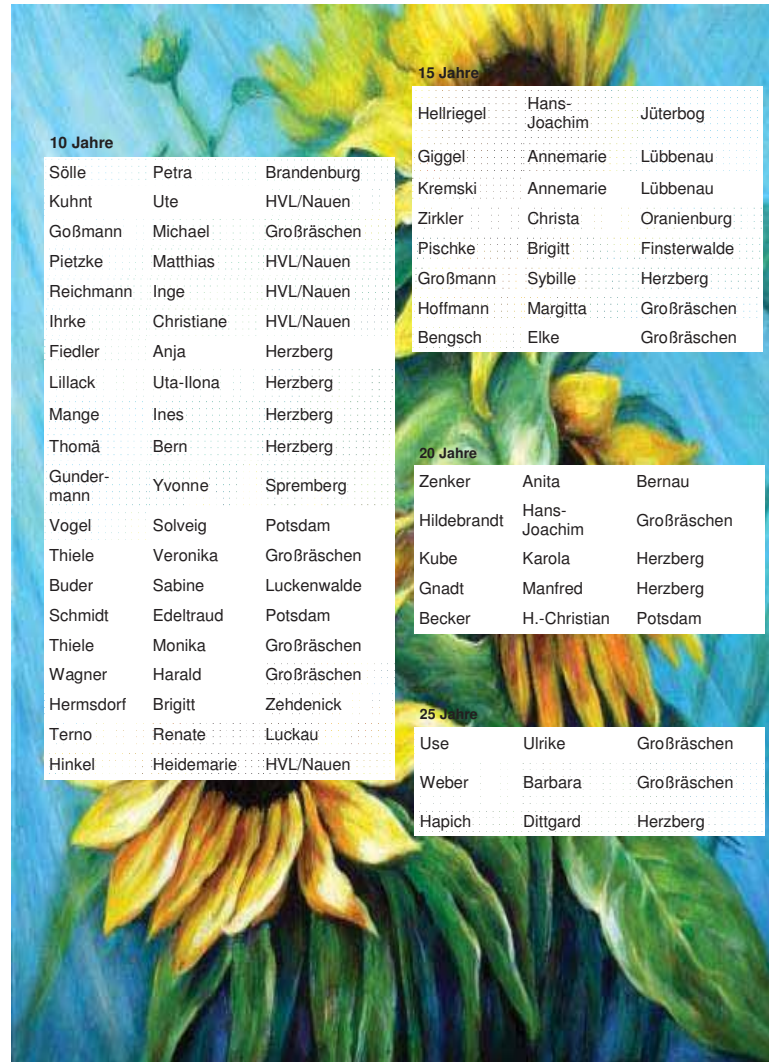 10 Jahre
Sölle Petra Brandenburg
Kuhnt Ute HVL/Nauen
Goßmann Michael Großräschen
Pietzke Matthias HVL/Nauen
Reichmann Inge HVL/Nauen
Ihrke Christiane HVL/Nauen
Fiedler Anja Herzberg
Lillack Uta-Ilona Herzberg
Mange Ines Herzberg
Thomä Bern Herzberg
Gunder-
mann Yvonne Spremberg
Vogel Solveig Potsdam
Thiele Veronika Großräschen
Buder Sabine Luckenwalde
Schmidt Edeltraud Potsdam
Thiele Monika Großräschen
Wagner Harald Großräschen
Hermsdorf Brigitt Zehdenick
Terno Renate Luckau
Hinkel Heidemarie HVL/Nauen
15 Jahre
Hellriegel Hans-
Joachim Jüterbog
Giggel Annemarie Lübbenau
Kremski Annemarie Lübbenau
Zirkler Christa Oranienburg
Pischke Brigitt Finsterwalde
Großmann Sybille Herzberg
Hoffmann Margitta Großräschen
Bengsch Elke Großräschen
20 Jahre
Zenker Anita Bernau
Hildebrandt Hans-
Joachim Großräschen
Kube Karola Herzberg
Gnadt Manfred Herzberg
Becker H.-Christian Potsdam
25 Jahre
Use Ulrike Großräschen
Weber Barbara Großräschen
Hapich Dittgard Herzberg